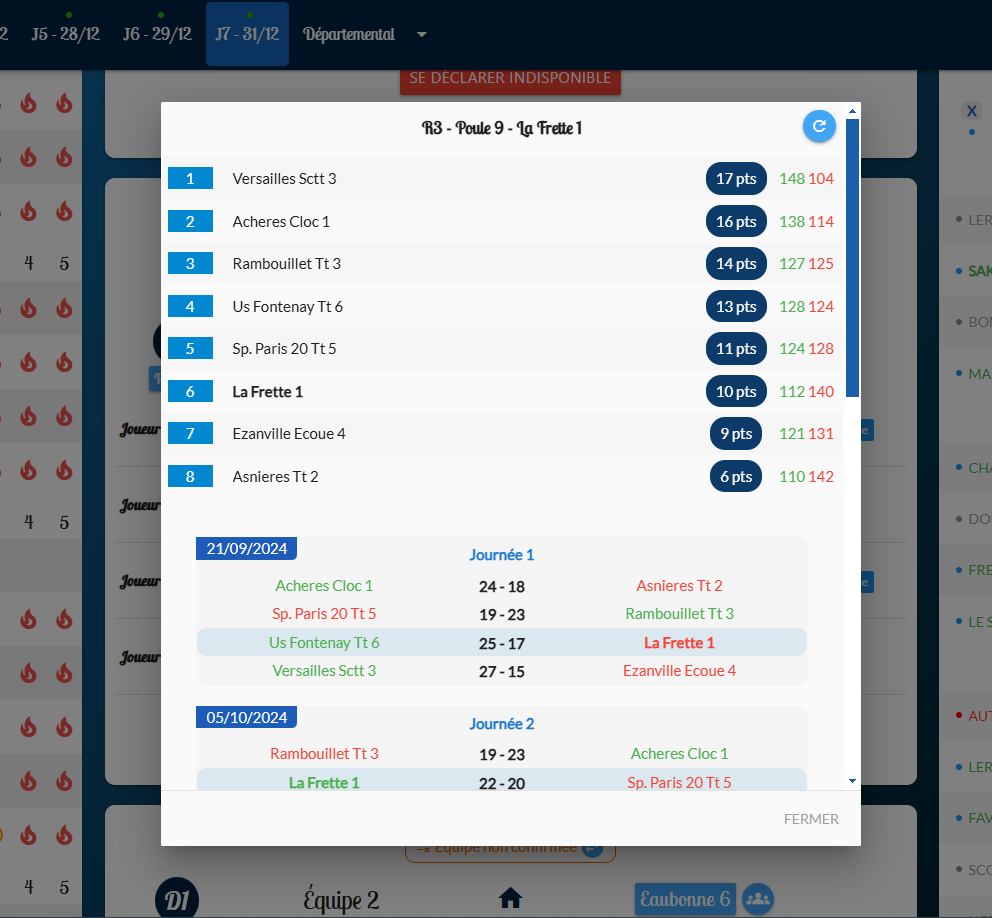 2 J5 - 28/12 J6 - 29/12 J7 - 31/12 Départemental
SE DÉCLARER INDISPONIBLE
R3 - Poule 9 - La Frette 1
X
1 Versailles Sctt 3 17 pts 148 104
2 Acheres Cloc 1 16 pts 138 114
LER
4 5
3 Rambouillet Tt 3 14 pts 127 125
SAK
4 Us Fontenay Tt 6 13 pts 128 124
BON
5 Sp. Paris 20 Tt 5 11 pts 124 128
MA
6 La Frette 1 10 pts 112 140
Joueur
7 Ezanville Ecoue 4 9 pts 121 131
e
8 Asnieres Tt 2 6 pts 110 142
CHA
Joueur
4 5
DO
21/09/2024 Journée 1
FRE
Joueur
Acheres Cloc 1 24 - 18 Asnieres Tt 2
e
Sp. Paris 20 Tt 5 19 - 23 Rambouillet Tt 3
LE S
Us Fontenay Tt 6 25 - 17 La Frette 1
Joueur
Versailles Sctt 3 27 - 15 Ezanville Ecoue 4
05/10/2024 Journée 2
AUT
Rambouillet Tt 3 19 - 23 Acheres Cloc 1
LER
La Frette 1 22 - 20 Sp. Paris 20 Tt 5
FERMER
FAV
Equipe non confirmée
SCO
4 5
D1 Équipe 2 Eaubonne 6